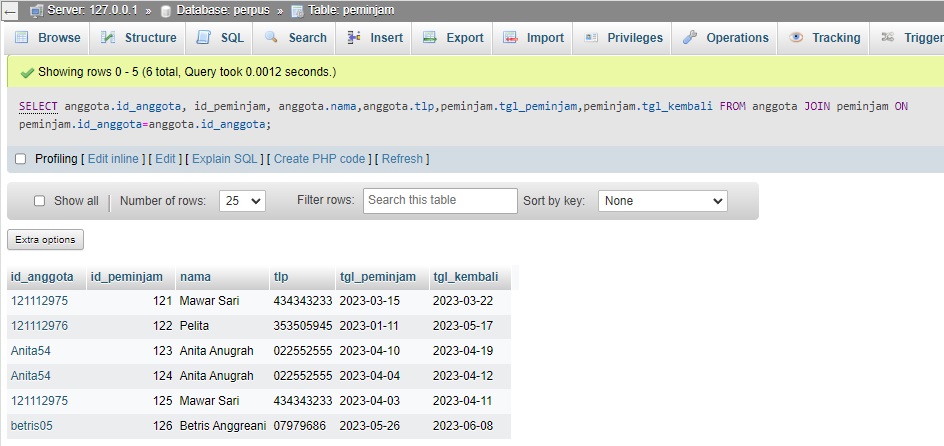 ← Server: 127.0.0.1 » Database: perpus » Table: peminjam
Browse Structure SQL Search Insert Export Import Privileges Operations Tracking Trigger
Showing rows 0 - 5 (6 total, Query took 0.0012 seconds.)
SELECT anggota.id_anggota, id_peminjam, anggota.nama,anggota.tlp,peminjam.tgl_peminjam,peminjam.tgl_kembali FROM anggota JOIN peminjam ON
peminjam.id_anggota=anggota.id_anggota;
Profiling [ Edit inline ] [ Edit ] [ Explain SQL ] [ Create PHP code ] [ Refresh ]
Show all | Number of rows: 25 Filter rows: Search this table Sort by key: None
Extra options
id_anggota id_peminjam nama tlp tgl_peminjam tgl_kembali
121112975 121 Mawar Sari 434343233 2023-03-15 2023-03-22
121112976 122 Pelita 353505945 2023-01-11 2023-05-17
Anita54 123 Anita Anugrah 022552555 2023-04-10 2023-04-19
Anita54 124 Anita Anugrah 022552555 2023-04-04 2023-04-12
121112975 125 Mawar Sari 434343233 2023-04-03 2023-04-11
betris05 126 Betris Anggreani 07979686 2023-05-26 2023-06-08